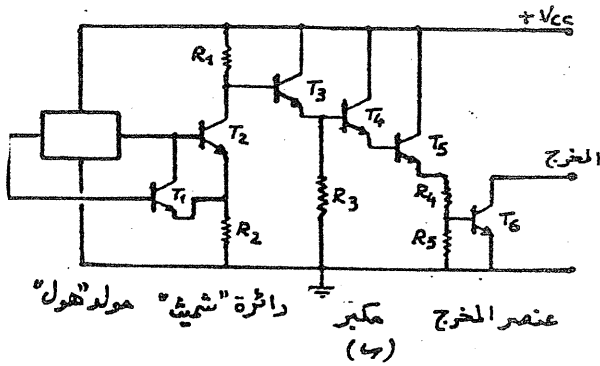 + Vcc
R1
T3
T4
T2
T5
المخرج
T1
R4
T6
R3
R2
R5
مولد "هول" دائرة "شميث" مكبر عنصر المخرج
(ب)